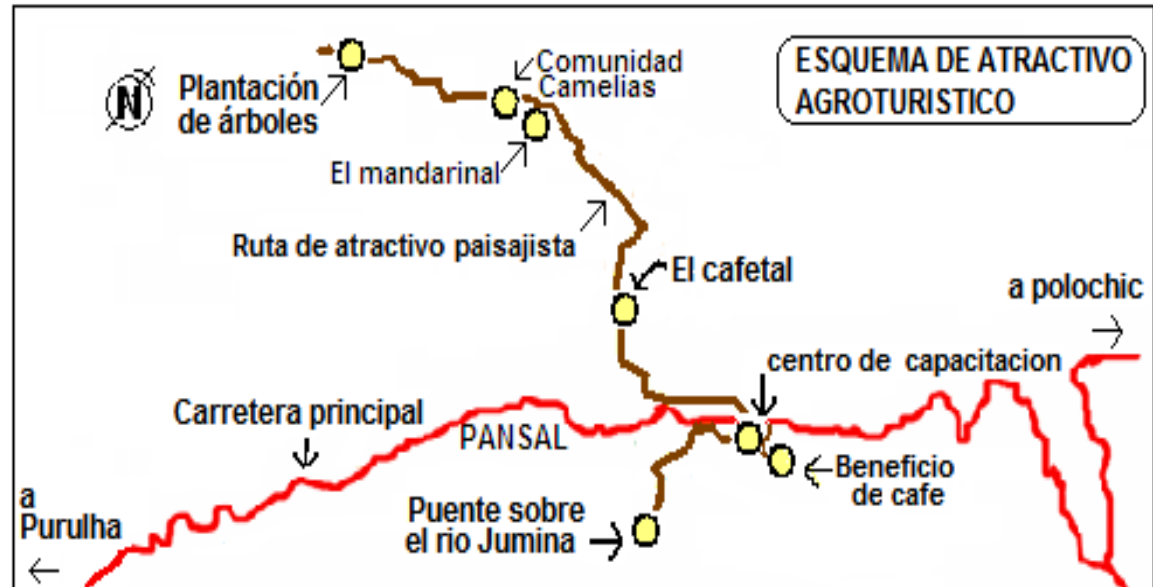 ESQUEMA DE ATRACTIVO
AGROTURISTICO
N
Plantación
de árboles
Comunidad
Camelias
El mandarinal
Ruta de atractivo paisajista
El cafetal
a polochic
centro de capacitacion
Carretera principal
PANSAL
Beneficio
de cafe
a
Purulha
Puente sobre
el rio Jumina